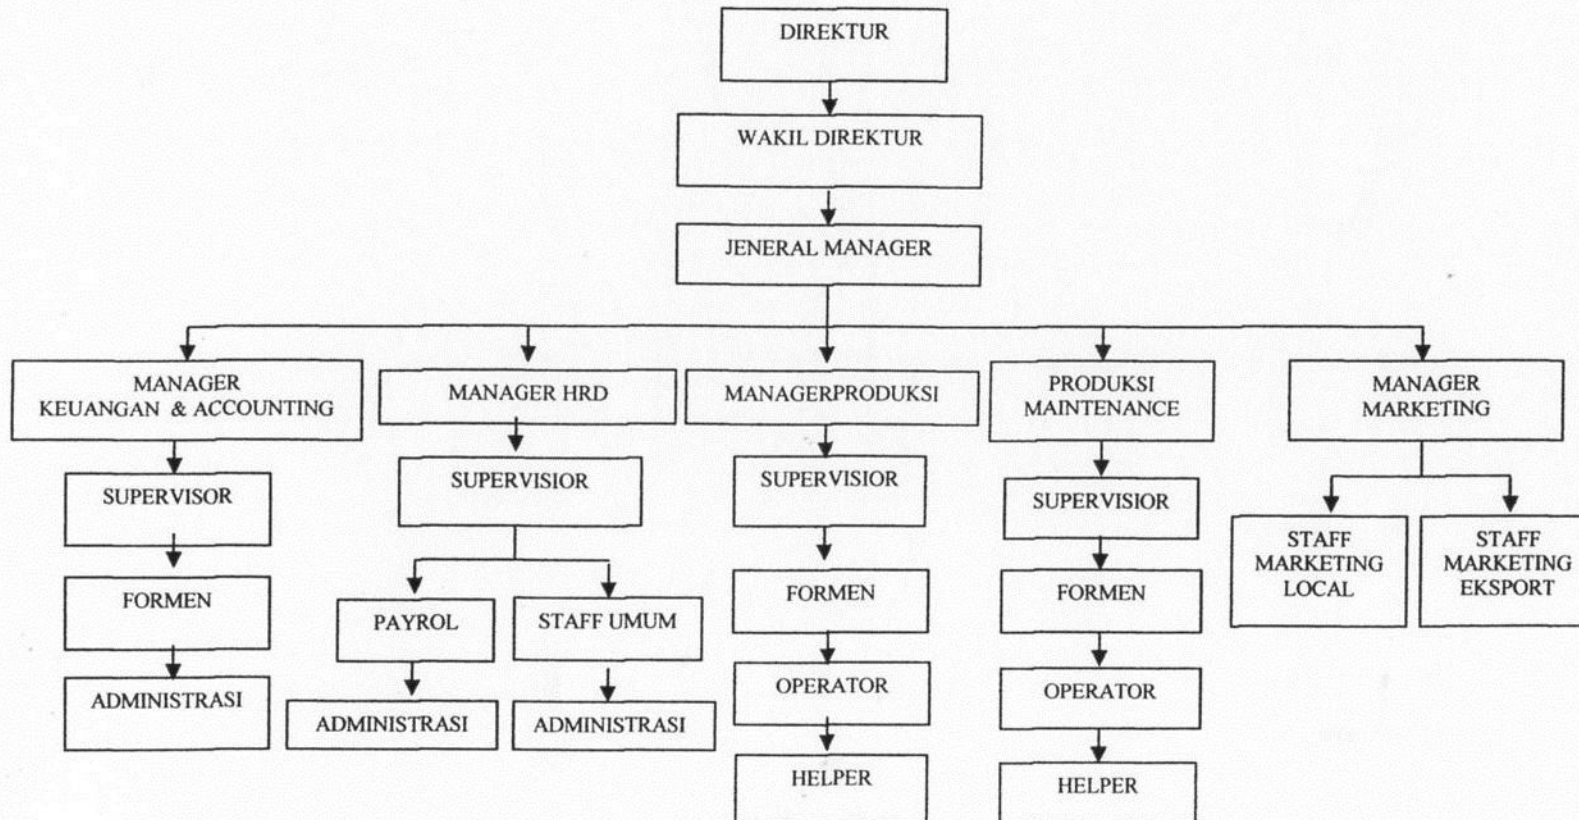 DIREKTUR
WAKIL DIREKTUR
JENERAL MANAGER
MANAGER
KEUANGAN & ACCOUNTING
MANAGER HRD
MANAGERPRODUKSI
PRODUKSI
MAINTENANCE
MANAGER
MARKETING
SUPERVISOR
SUPERVISIOR
SUPERVISIOR
SUPERVISIOR
STAFF
MARKETING
LOCAL
STAFF
MARKETING
EKSPORT
FORMEN
PAYROL
STAFF UMUM
FORMEN
FORMEN
ADMINISTRASI
ADMINISTRASI
ADMINISTRASI
OPERATOR
OPERATOR
HELPER
HELPER